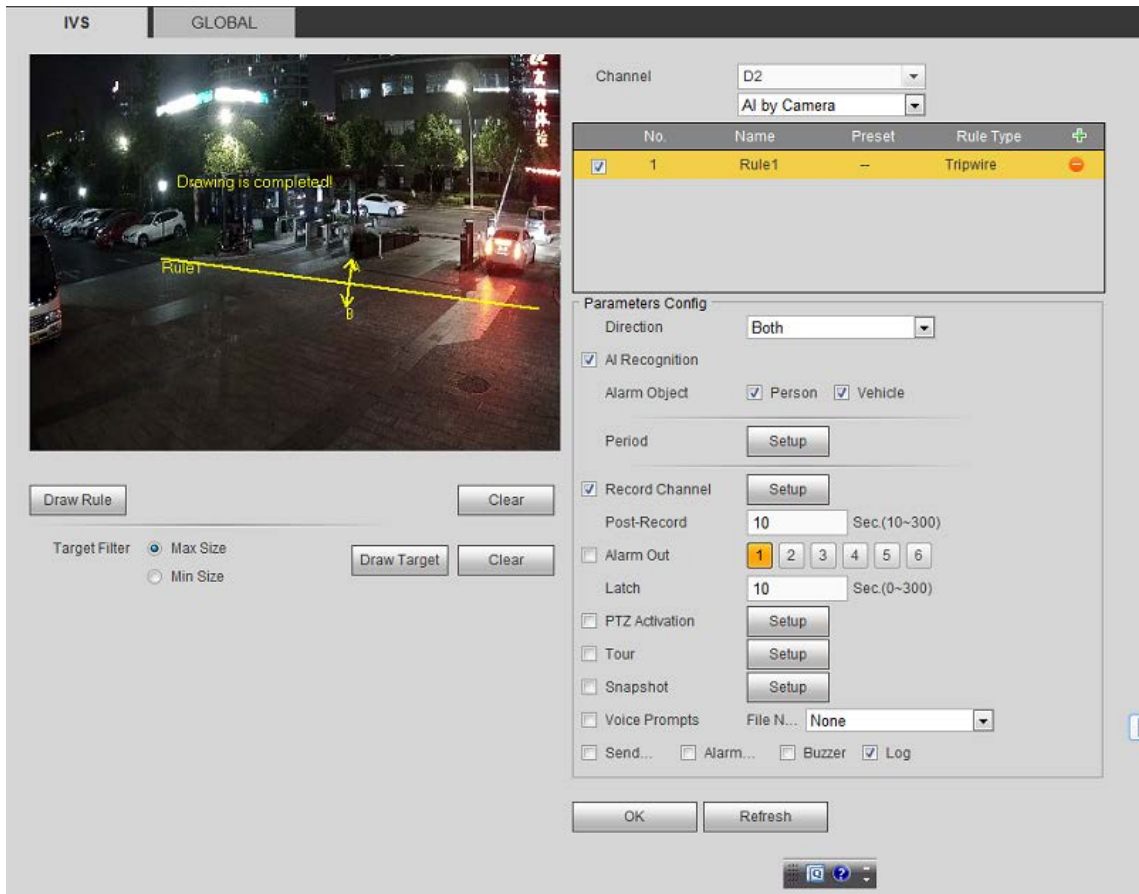 IVS GLOBAL
Drawing is completed!
Rule1
A
B
Draw Rule Clear
Target Filter Max Size
Min Size
Draw Target Clear
Channel D2
AI by Camera
No. Name Preset Rule Type
1 Rule1 -- Tripwire
Parameters Config
Direction Both
AI Recognition
Alarm Object Person Vehicle
Period Setup
Record Channel Setup
Post-Record 10 Sec.(10~300)
Alarm Out 1 2 3 4 5 6
Latch 10 Sec.(0~300)
PTZ Activation Setup
Tour Setup
Snapshot Setup
Voice Prompts File N... None
Send... Alarm... Buzzer Log
OK Refresh